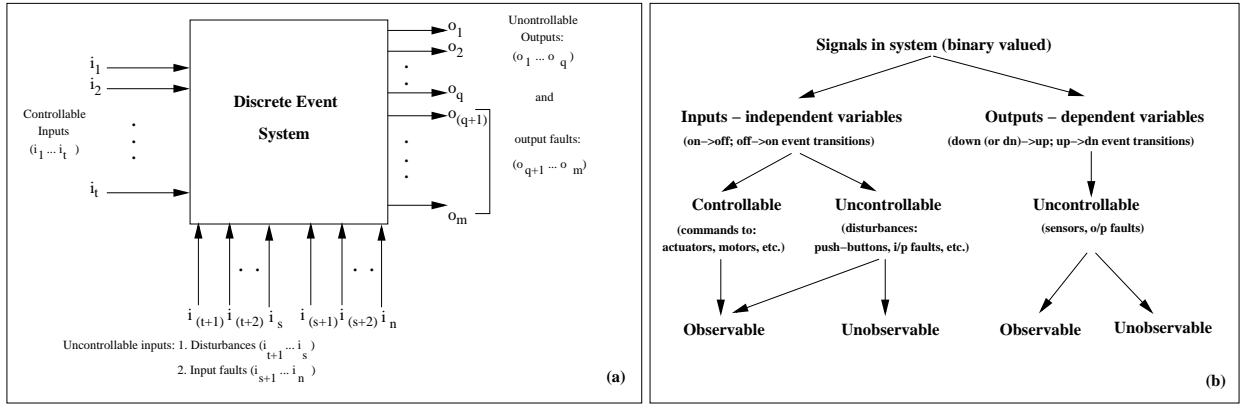 Discrete Event
System
Controllable
Inputs
(i1 ... it)
i1
i2
.
.
.
it
o1
o2
.
.
oq
o(q+1)
.
.
.
om
Unontrollable
Outputs:
(o1 ... oq)
and
output faults:
(oq+1 ... om)
. . . .
i(t+1) i(t+2) is i(s+1) i(s+2) in
Uncontrollable inputs: 1. Disturbances (it+1 ... is)
2. Input faults (is+1 ... in)
(a)
Signals in system (binary valued)
Inputs – independent variables
(on–>off; off–>on event transitions)
Outputs – dependent variables
(down (or dn)–>up; up–>dn event transitions)
Controllable
(commands to:
actuators, motors, etc.)
Uncontrollable
(disturbances:
push–buttons, i/p faults, etc.)
Uncontrollable
(sensors, o/p faults)
Observable
Unobservable
Observable
Unobservable
(b)